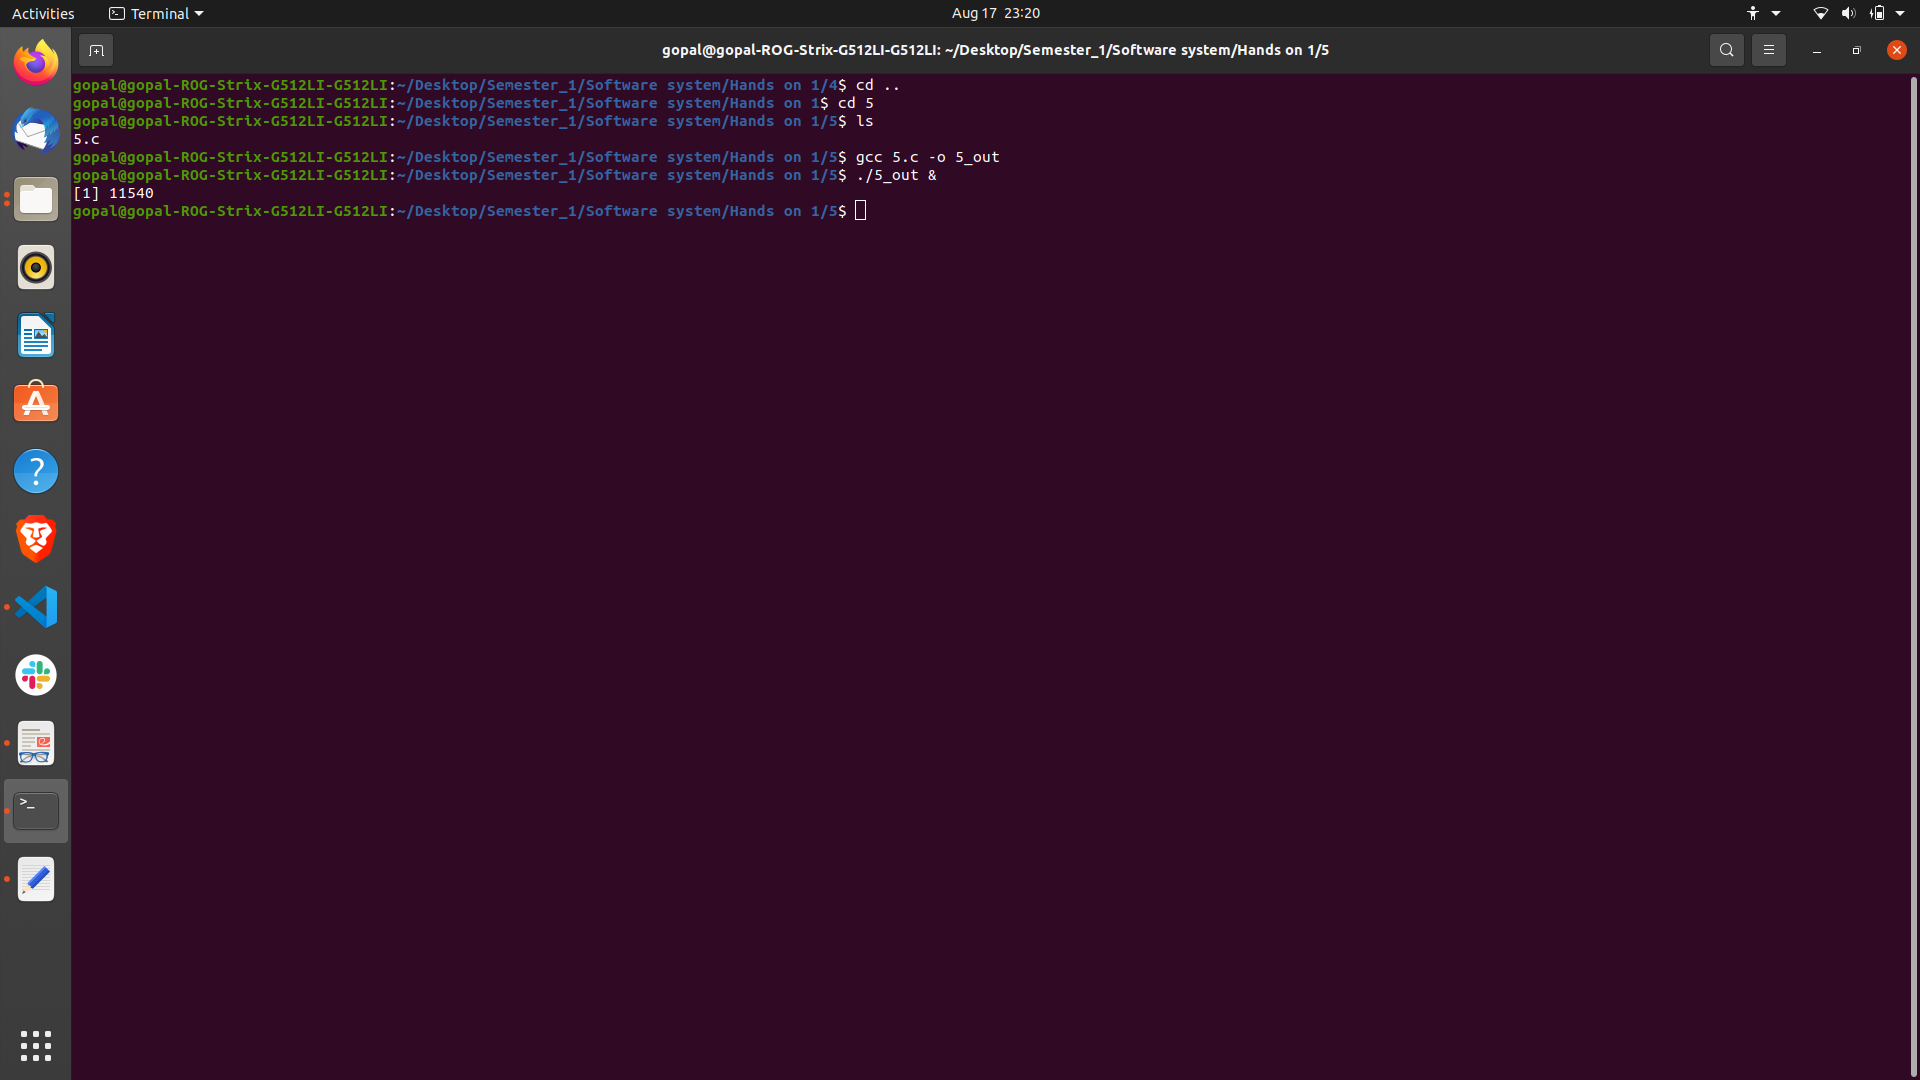 Activities Terminal Aug 17 23:20
gopal@gopal-ROG-Strix-G512LI-G512LI: ~/Desktop/Semester_1/Software system/Hands on 1/5
gopal@gopal-ROG-Strix-G512LI-G512LI:~/Desktop/Semester_1/Software system/Hands on 1/4$ cd ..
gopal@gopal-ROG-Strix-G512LI-G512LI:~/Desktop/Semester_1/Software system/Hands on 1$ cd 5
gopal@gopal-ROG-Strix-G512LI-G512LI:~/Desktop/Semester_1/Software system/Hands on 1/5$ ls
5.c
gopal@gopal-ROG-Strix-G512LI-G512LI:~/Desktop/Semester_1/Software system/Hands on 1/5$ gcc 5.c -o 5_out
gopal@gopal-ROG-Strix-G512LI-G512LI:~/Desktop/Semester_1/Software system/Hands on 1/5$ ./5_out &
[1] 11540
gopal@gopal-ROG-Strix-G512LI-G512LI:~/Desktop/Semester_1/Software system/Hands on 1/5$